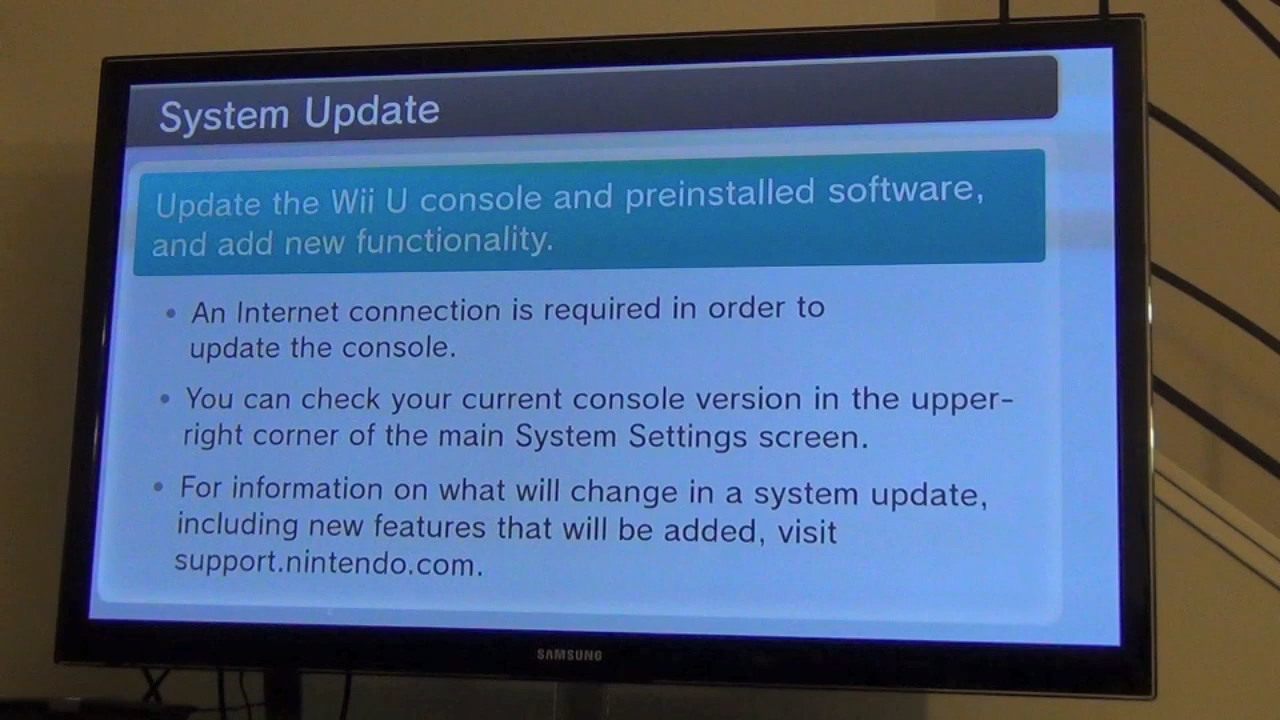 System Update
Update the Wii U console and preinstalled software,
and add new functionality.
• An Internet connection is required in order to
update the console.
• You can check your current console version in the upper-
right corner of the main System Settings screen.
• For information on what will change in a system update,
including new features that will be added, visit
support.nintendo.com.
SAMSUNG